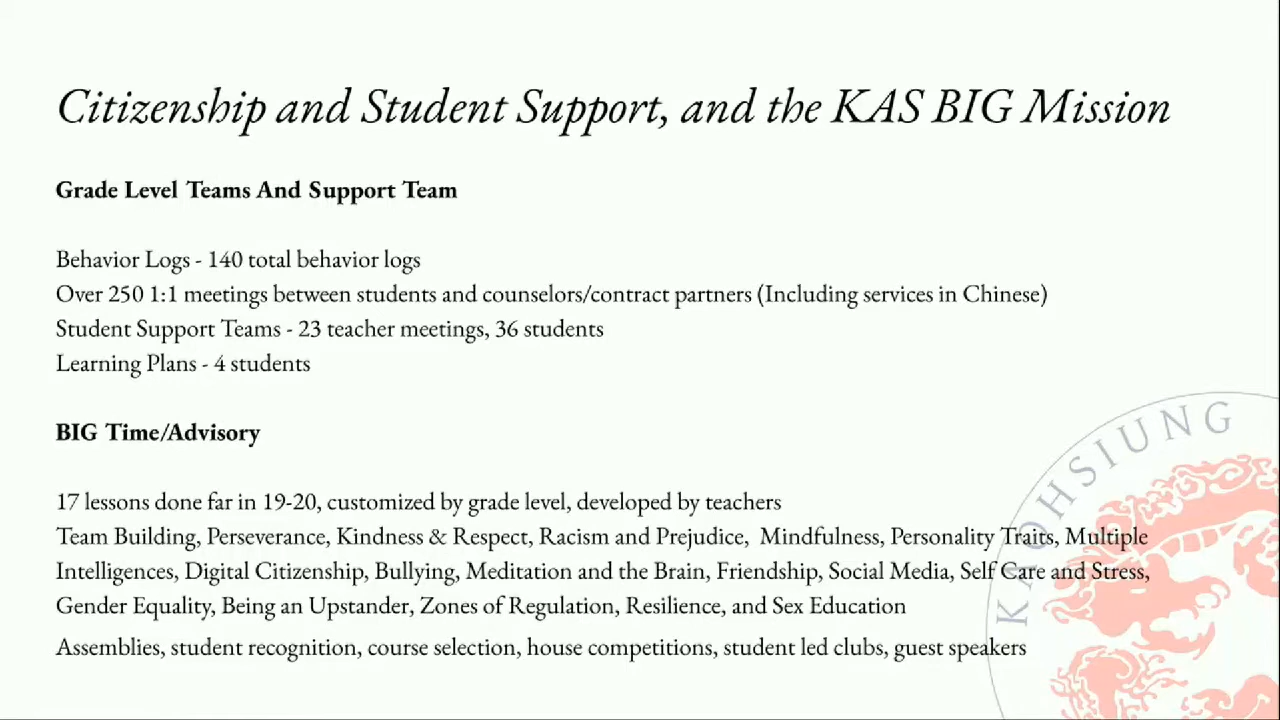 Citizenship and Student Support, and the KAS BIG Mission
Grade Level Teams And Support Team
Behavior Logs - 140 total behavior logs
Over 250 1:1 meetings between students and counselors/contract partners (Including services in Chinese)
Student Support Teams - 23 teacher meetings, 36 students
Learning Plans - 4 students
BIG Time/Advisory
17 lessons done far in 19-20, customized by grade level, developed by teachers
Team Building, Perseverance, Kindness & Respect, Racism and Prejudice,  Mindfulness, Personality Traits, Multiple
Intelligences, Digital Citizenship, Bullying, Meditation and the Brain, Friendship, Social Media, Self Care and Stress,
Gender Equality, Being an Upstander, Zones of Regulation, Resilience, and Sex Education
Assemblies, student recognition, course selection, house competitions, student led clubs, guest speakers
KAOHSIUNG